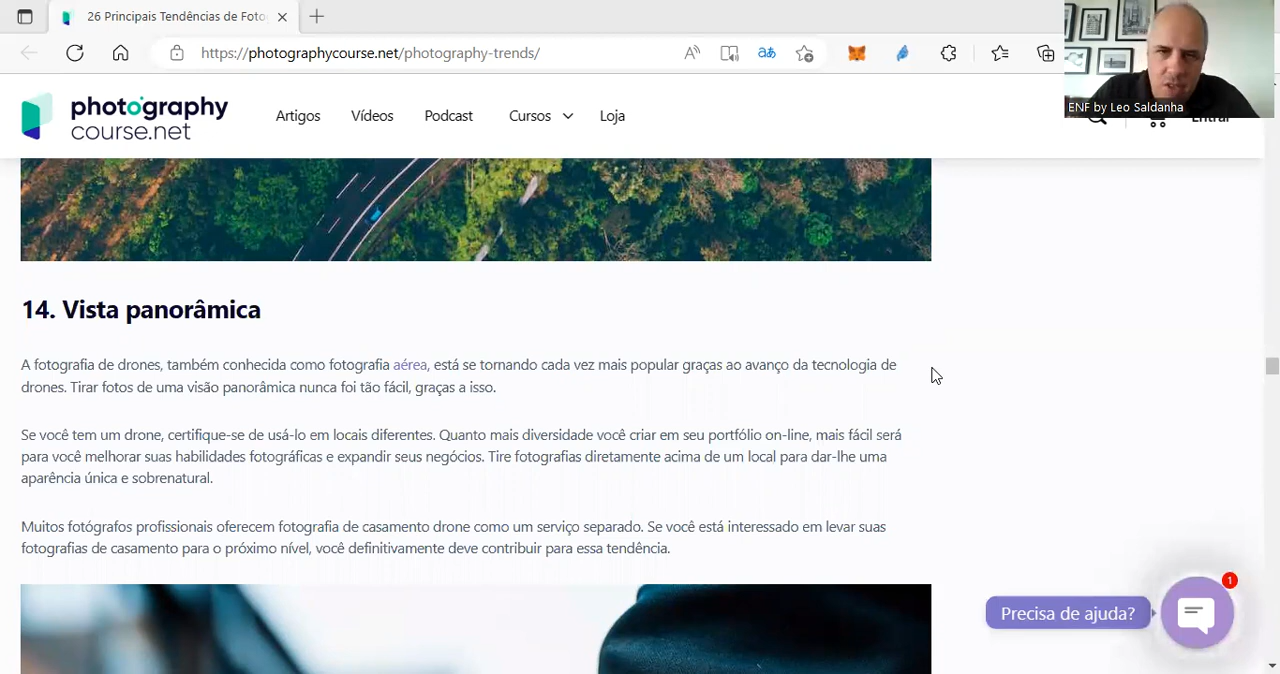 26 Principais Tendências de Foto
https://photographycourse.net/photography-trends/
ENF by Leo Saldanha
photography
course.net
Artigos
Vídeos
Podcast
Cursos
Loja
Entrar
14. Vista panorâmica
A fotografia de drones, também conhecida como fotografia aérea, está se tornando cada vez mais popular graças ao avanço da tecnologia de
drones. Tirar fotos de uma visão panorâmica nunca foi tão fácil, graças a isso.
Se você tem um drone, certifique-se de usá-lo em locais diferentes. Quanto mais diversidade você criar em seu portfólio on-line, mais fácil será
para você melhorar suas habilidades fotográficas e expandir seus negócios. Tire fotografias diretamente acima de um local para dar-lhe uma
aparência única e sobrenatural.
Muitos fotógrafos profissionais oferecem fotografia de casamento drone como um serviço separado. Se você está interessado em levar suas
fotografias de casamento para o próximo nível, você definitivamente deve contribuir para essa tendência.
1
Precisa de ajuda?